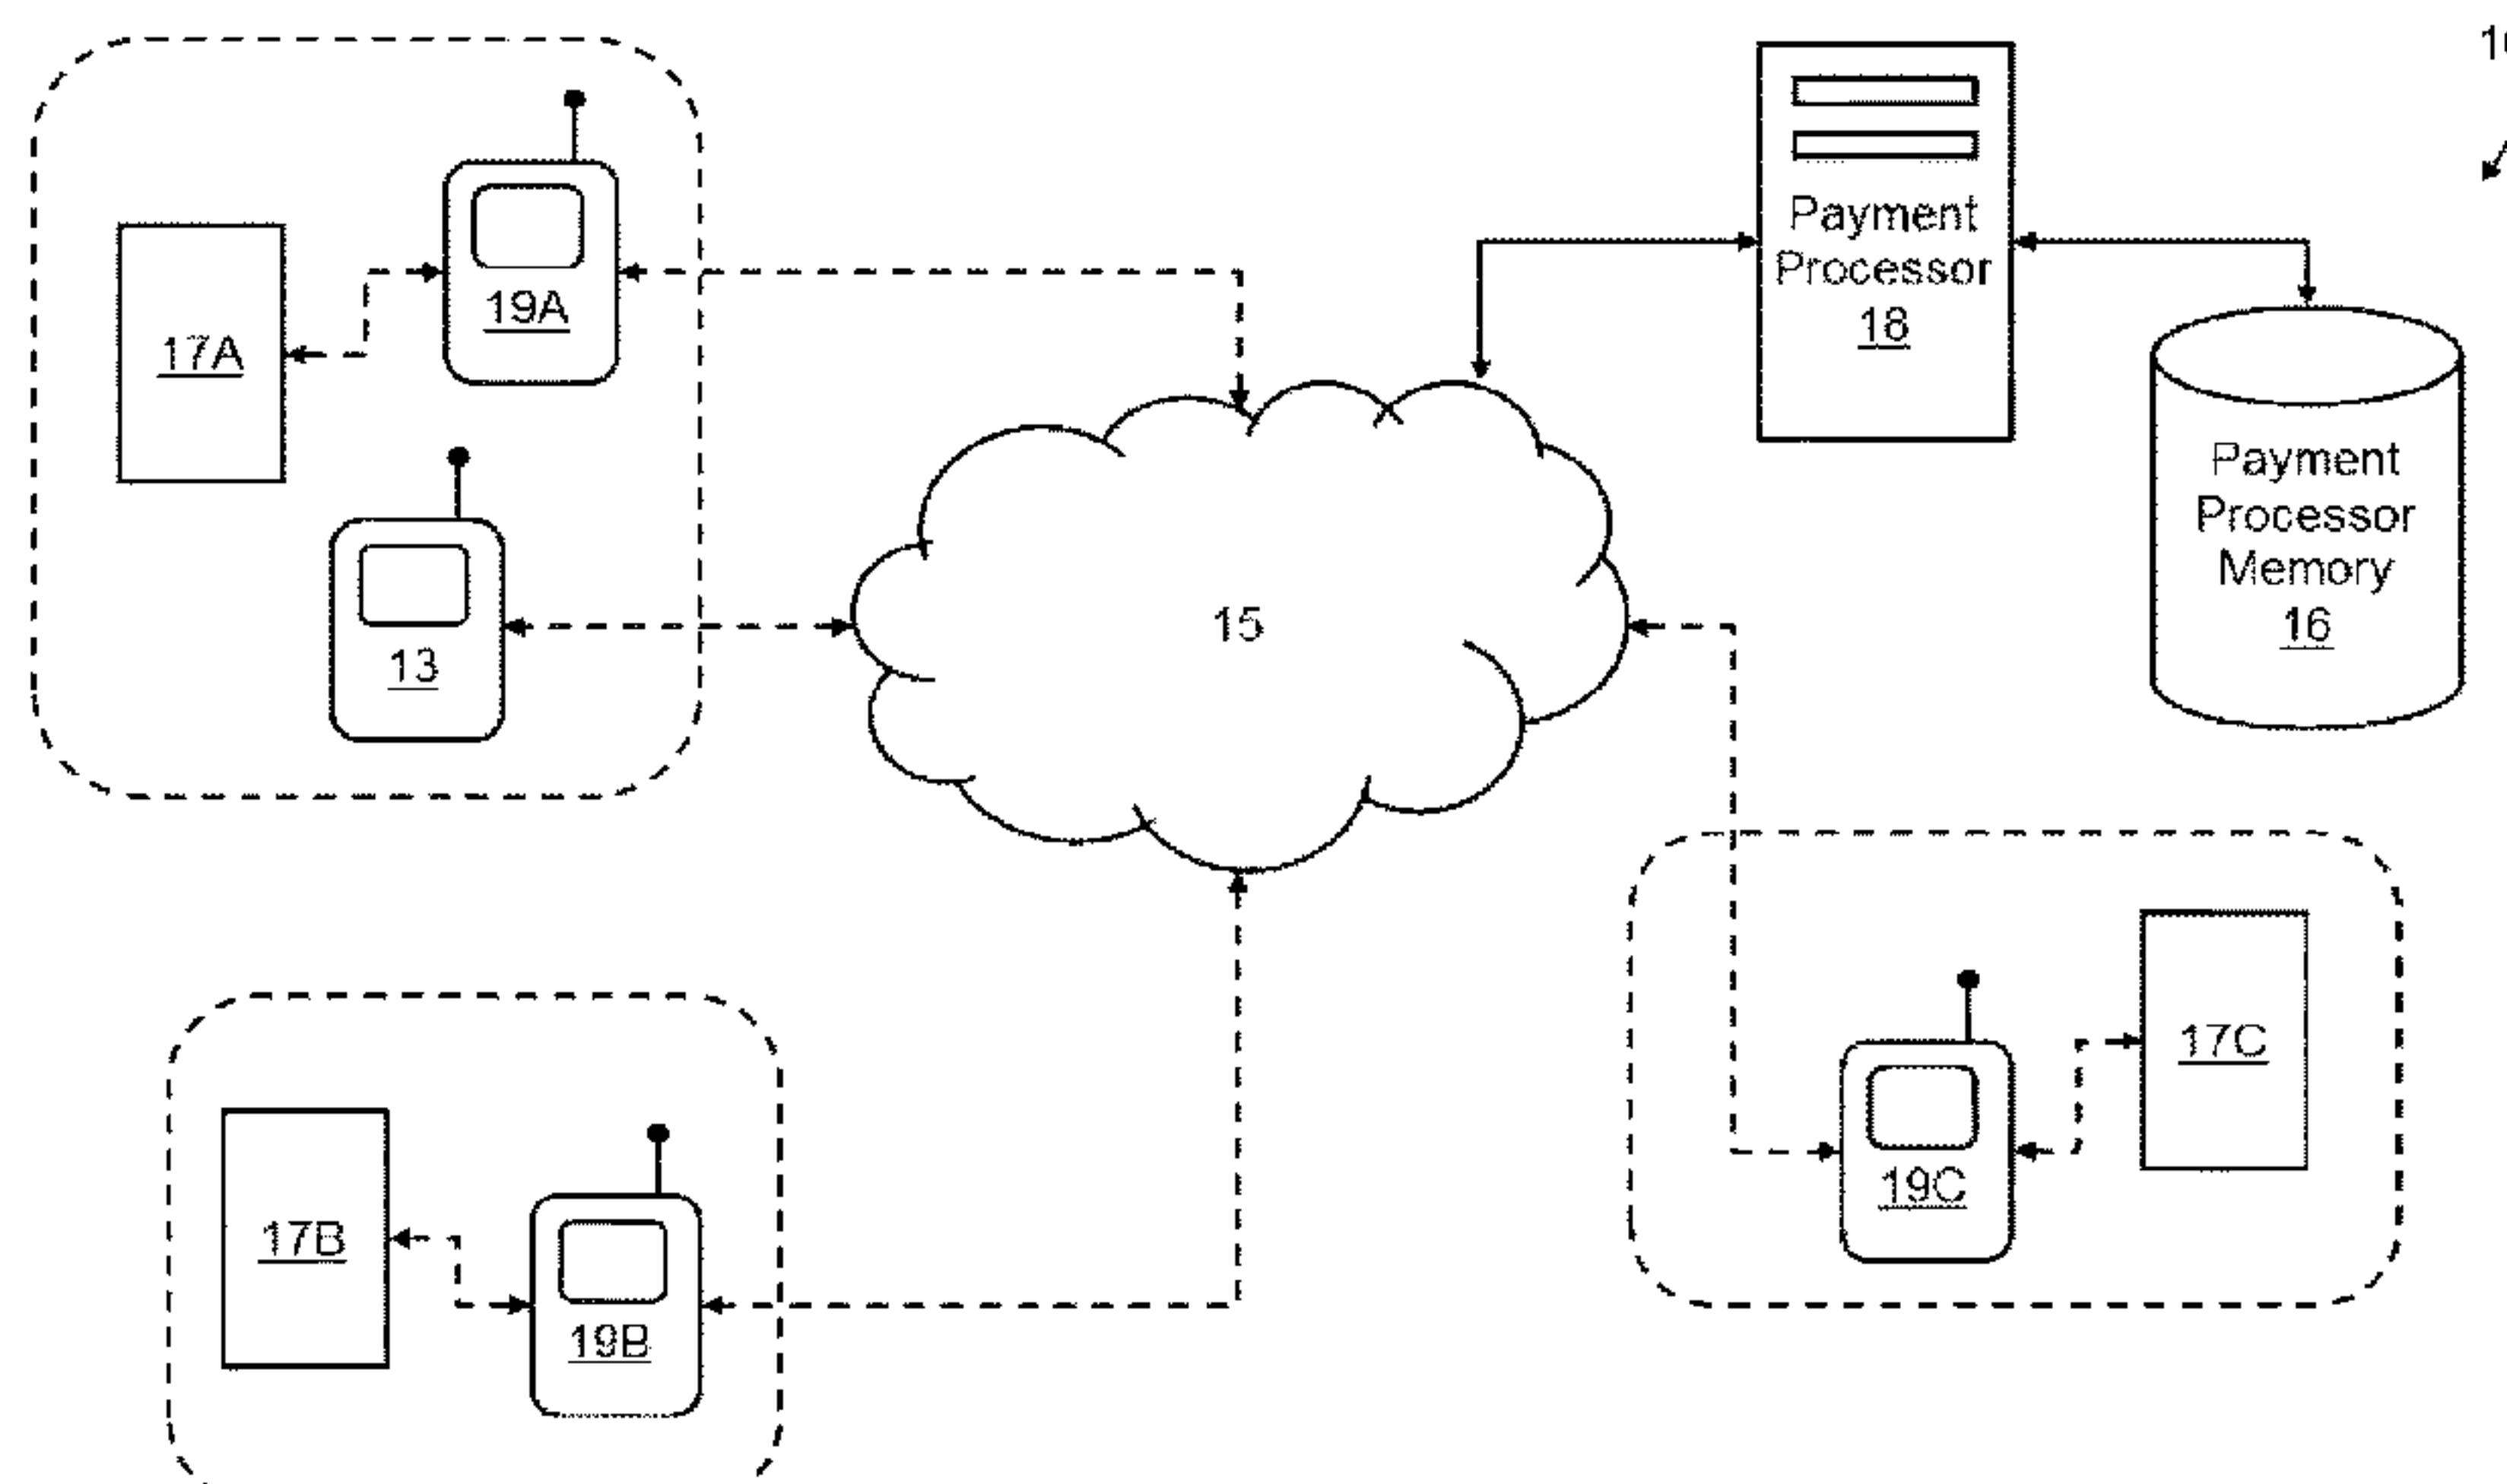 19A
17A
13
Payment
Processor
18
Payment
Processor
Memory
16
15
17B
19B
17C
19C